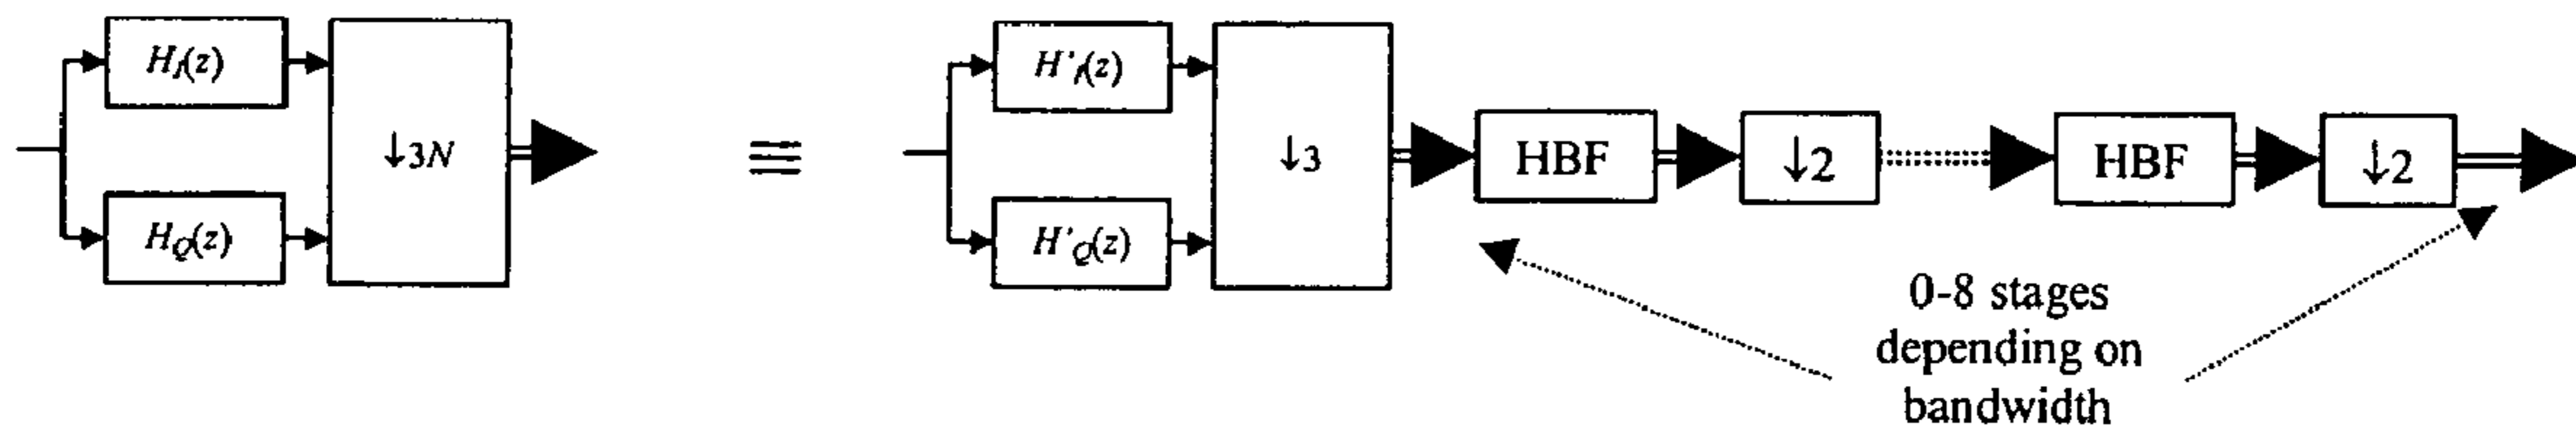 H_I(z)
H_Q(z)
↓3N
≡
H'_I(z)
H'_Q(z)
↓3
HBF
↓2
HBF
↓2
0-8 stages
depending on
bandwidth